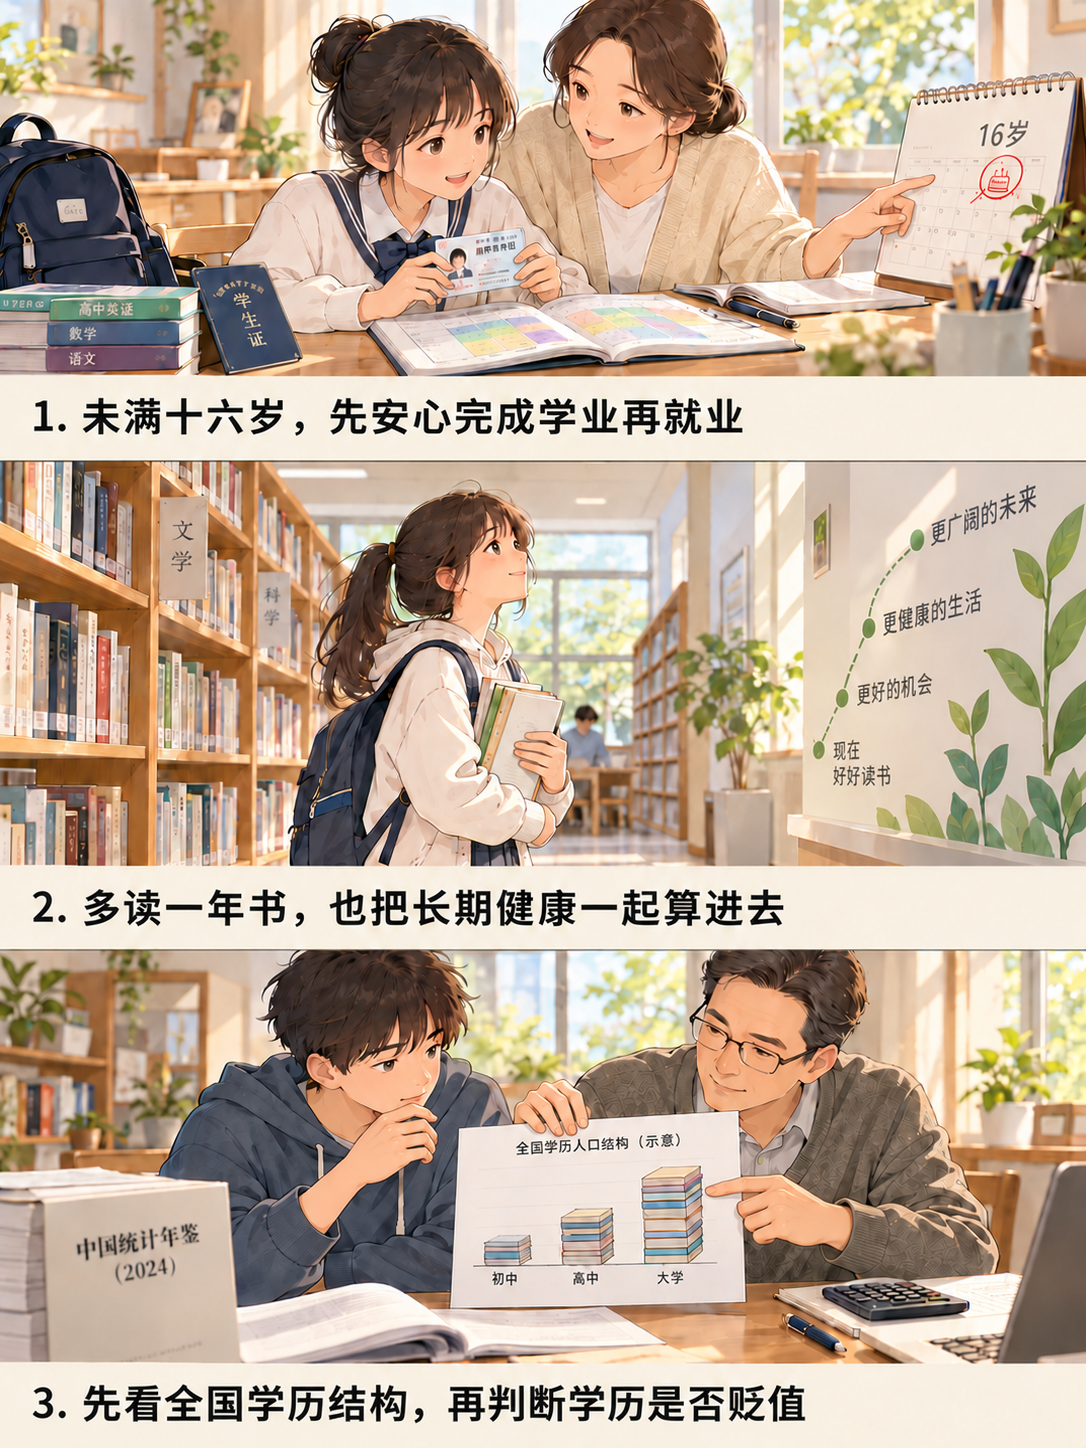 16岁
高中英语
数学
语文
学生证
1. 未满十六岁，先安心完成学业再就业
文学
科学
更广阔的未来
更健康的生活
更好的机会
现在
好好读书
2. 多读一年书，也把长期健康一起算进去
全国学历人口结构（示意）
初中
高中
大学
中国统计年鉴
（2024）
3. 先看全国学历结构，再判断学历是否贬值